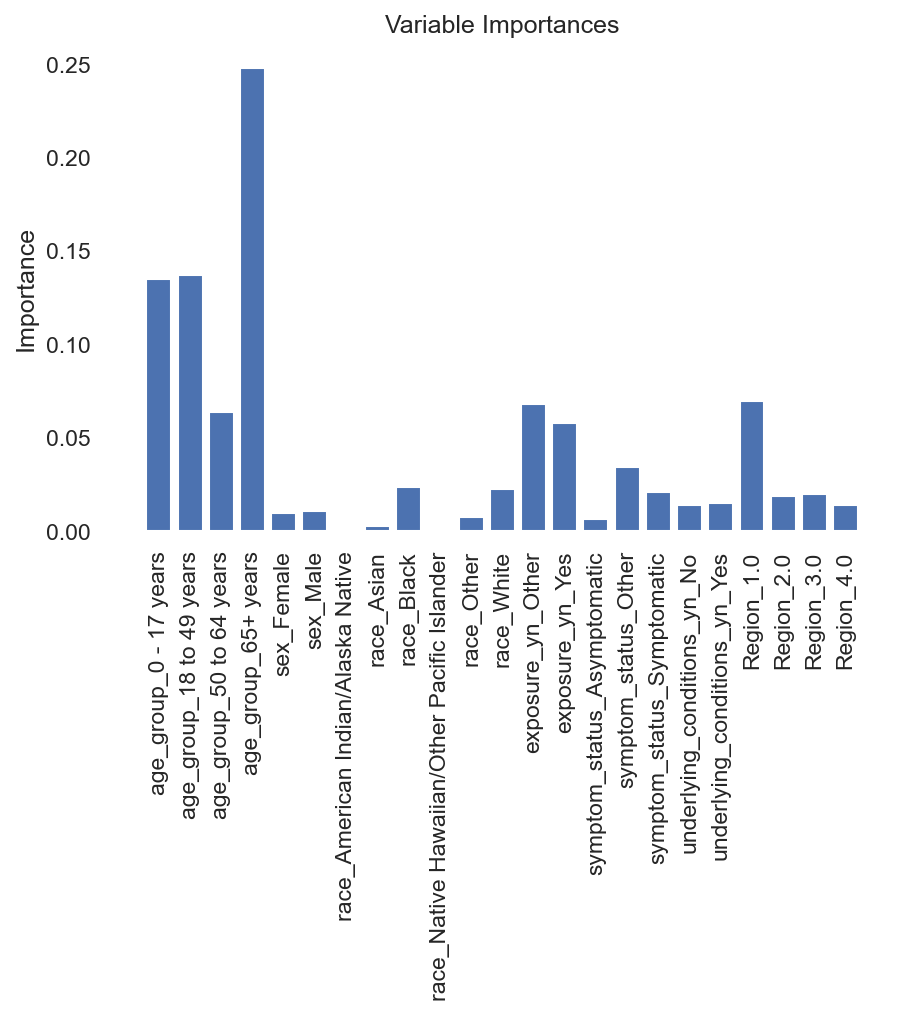 Variable Importances
0.25
0.20
0.15
0.10
0.05
0.00
Importance
age_group_0 - 17 years
age_group_18 to 49 years
age_group_50 to 64 years
age_group_65+ years
sex_Female
sex_Male
race_American Indian/Alaska Native
race_Asian
race_Black
race_Native Hawaiian/Other Pacific Islander
race_Other
race_White
exposure_yn_Other
exposure_yn_Yes
symptom_status_Asymptomatic
symptom_status_Other
symptom_status_Symptomatic
underlying_conditions_yn_No
underlying_conditions_yn_Yes
Region_1.0
Region_2.0
Region_3.0
Region_4.0